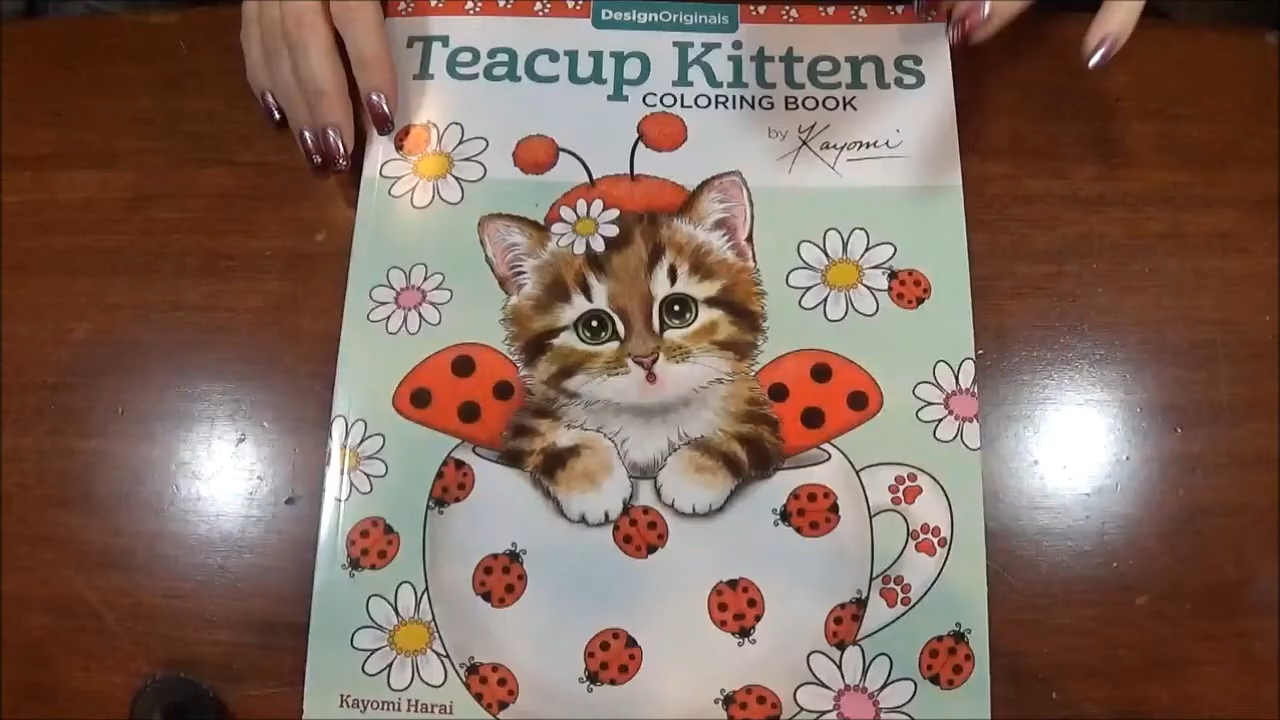 DesignOriginals
Teacup Kittens
COLORING BOOK
by Kayomi
Kayomi Harai